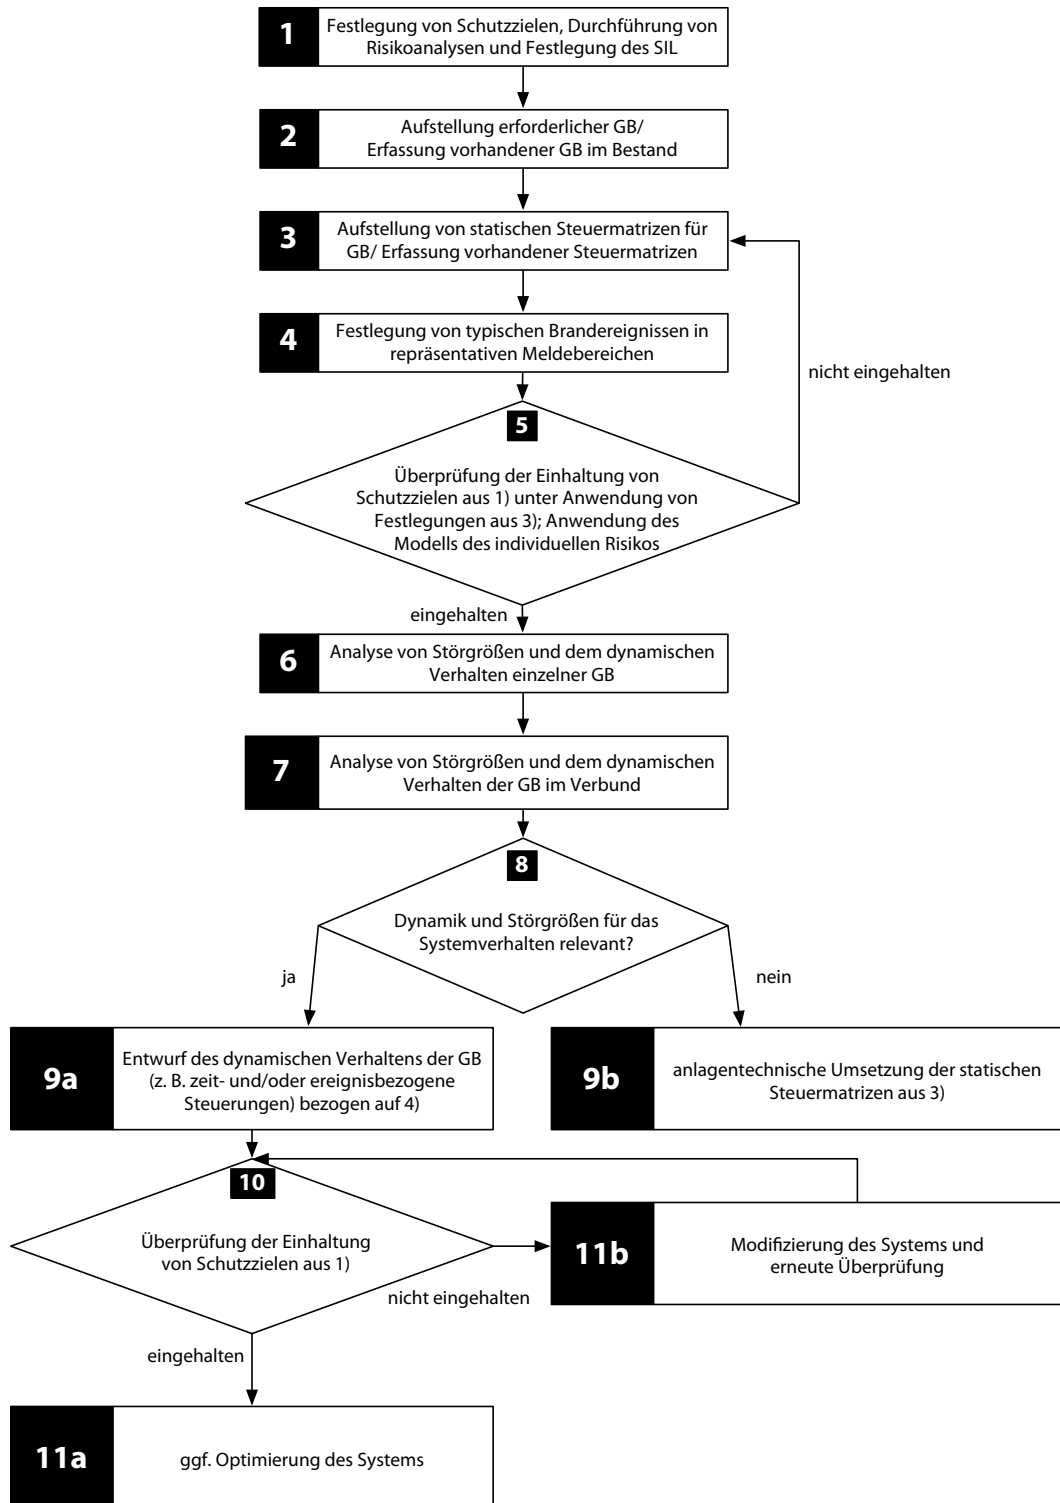 1
Festlegung von Schutzzielen, Durchführung von
Risikoanalysen und Festlegung des SIL
2
Aufstellung erforderlicher GB/
Erfassung vorhandener GB im Bestand
3
Aufstellung von statischen Steuermatrizen für
GB/ Erfassung vorhandener Steuermatrizen
4
Festlegung von typischen Brandereignissen in
repräsentativen Meldebereichen
nicht eingehalten
5
Überprüfung der Einhaltung von
Schutzzielen aus 1) unter Anwendung von
Festlegungen aus 3); Anwendung des
Modells des individuellen Risikos
eingehalten
6
Analyse von Störgrößen und dem dynamischen
Verhalten einzelner GB
7
Analyse von Störgrößen und dem dynamischen
Verhalten der GB im Verbund
8
Dynamik und Störgrößen für das
Systemverhalten relevant?
ja
nein
9a
Entwurf des dynamischen Verhaltens der GB
(z. B. zeit- und/oder ereignisbezogene
Steuerungen) bezogen auf 4)
9b
anlagentechnische Umsetzung der statischen
Steuermatrizen aus 3)
10
Überprüfung der Einhaltung
von Schutzzielen aus 1)
nicht eingehalten
11b
Modifizierung des Systems und
erneute Überprüfung
eingehalten
11a
ggf. Optimierung des Systems